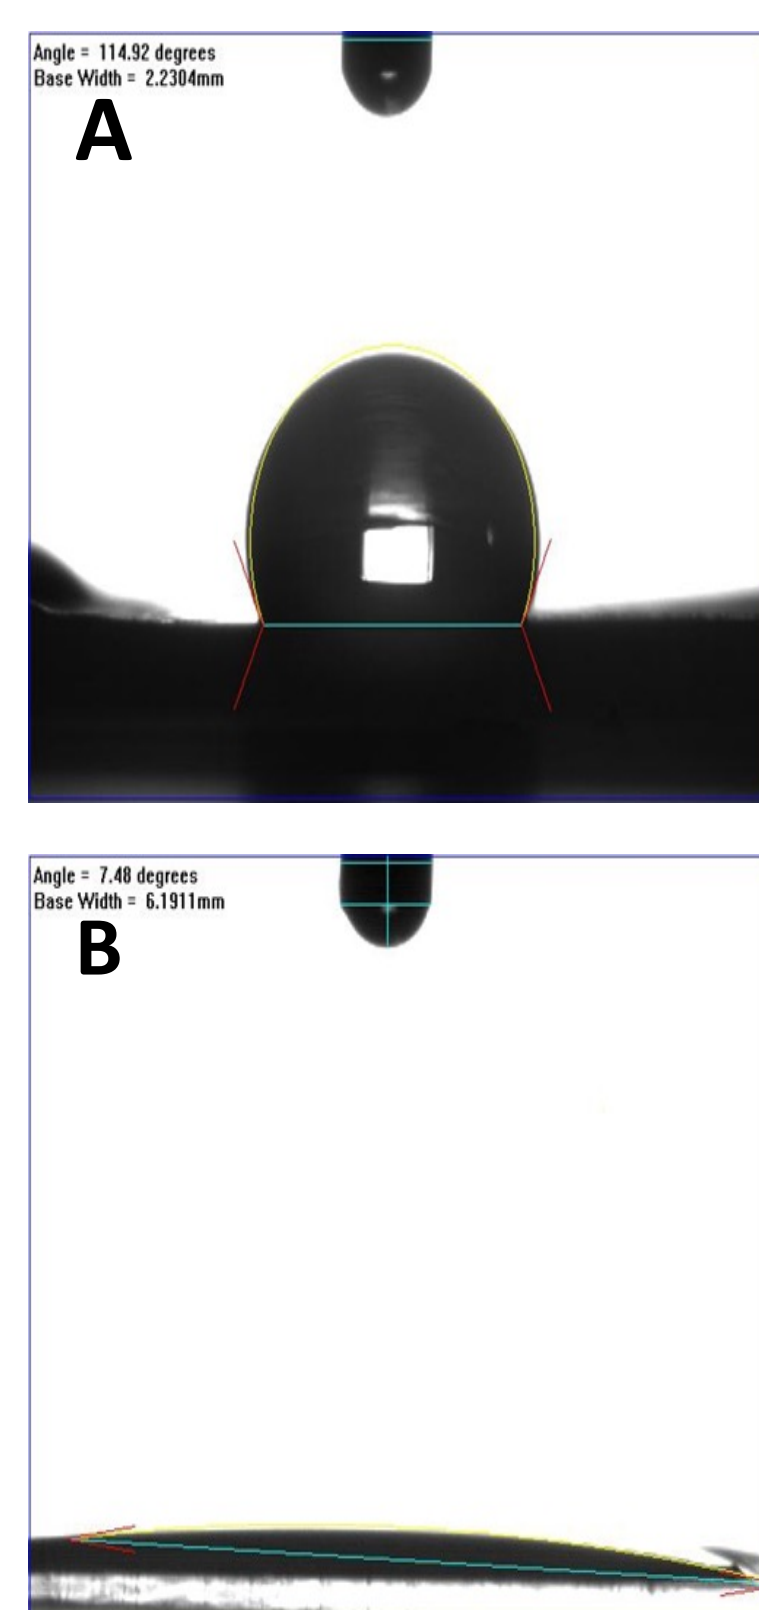 Angle = 114.92 degrees
Base Width = 2.2304mm
A
Angle = 7.48 degrees
Base Width = 6.1911mm
B